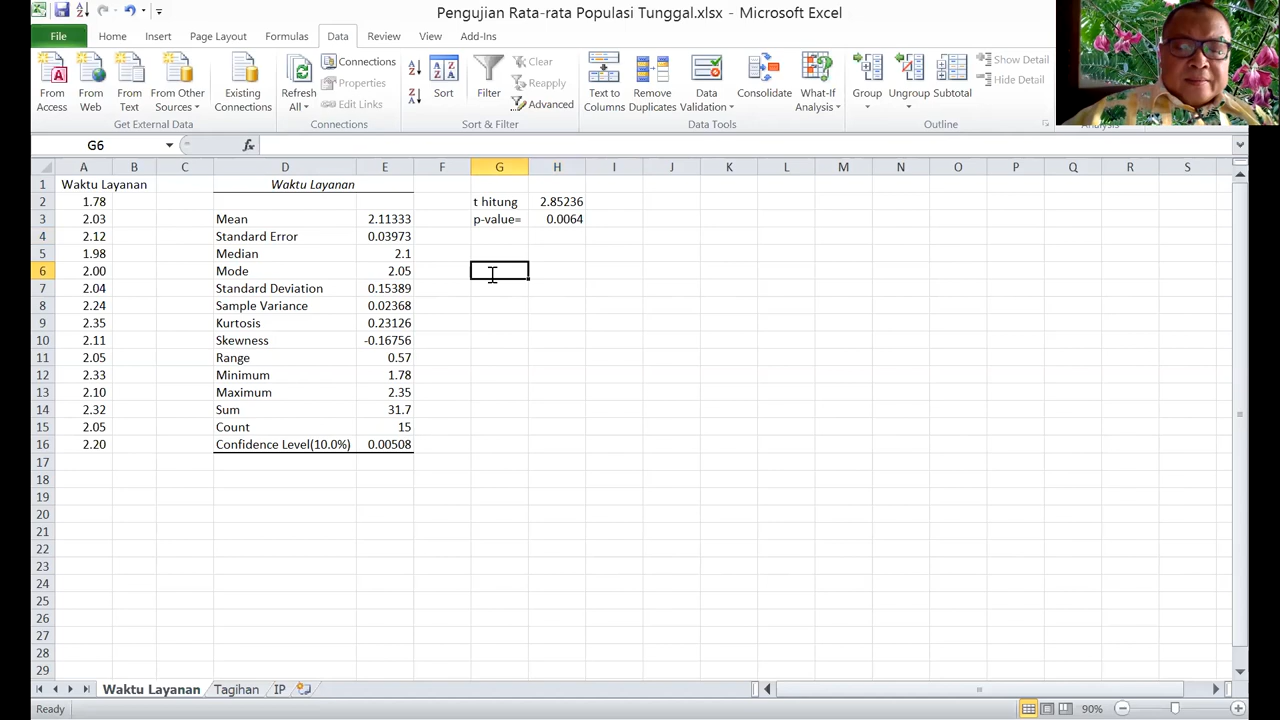 Pengujian Rata-rata Populasi Tunggal.xlsx - Microsoft Excel
File Home Insert Page Layout Formulas Data Review View Add-Ins
From Access
From Web
From Text
From Other Sources
Existing Connections
Get External Data
Refresh All
Connections
Properties
Edit Links
Connections
Sort
Filter
Clear
Reapply
Advanced
Sort & Filter
Text to Columns
Remove Duplicates
Data Validation
Consolidate
What-If Analysis
Data Tools
Group
Ungroup
Subtotal
Show Detail
Hide Detail
Outline
G6 fx
A B C D E F G H I J K L M N O P Q R S
1 Waktu Layanan Waktu Layanan
2 1.78 t hitung 2.85236
3 2.03 Mean 2.11333 p-value= 0.0064
4 2.12 Standard Error 0.03973
5 1.98 Median 2.1
6 2.00 Mode 2.05
7 2.04 Standard Deviation 0.15389
8 2.24 Sample Variance 0.02368
9 2.35 Kurtosis 0.23126
10 2.11 Skewness -0.16756
11 2.05 Range 0.57
12 2.33 Minimum 1.78
13 2.10 Maximum 2.35
14 2.32 Sum 31.7
15 2.05 Count 15
16 2.20 Confidence Level(10.0%) 0.00508
17
18
19
20
21
22
23
24
25
26
27
28
29
Waktu Layanan Tagihan IP
Ready 90%